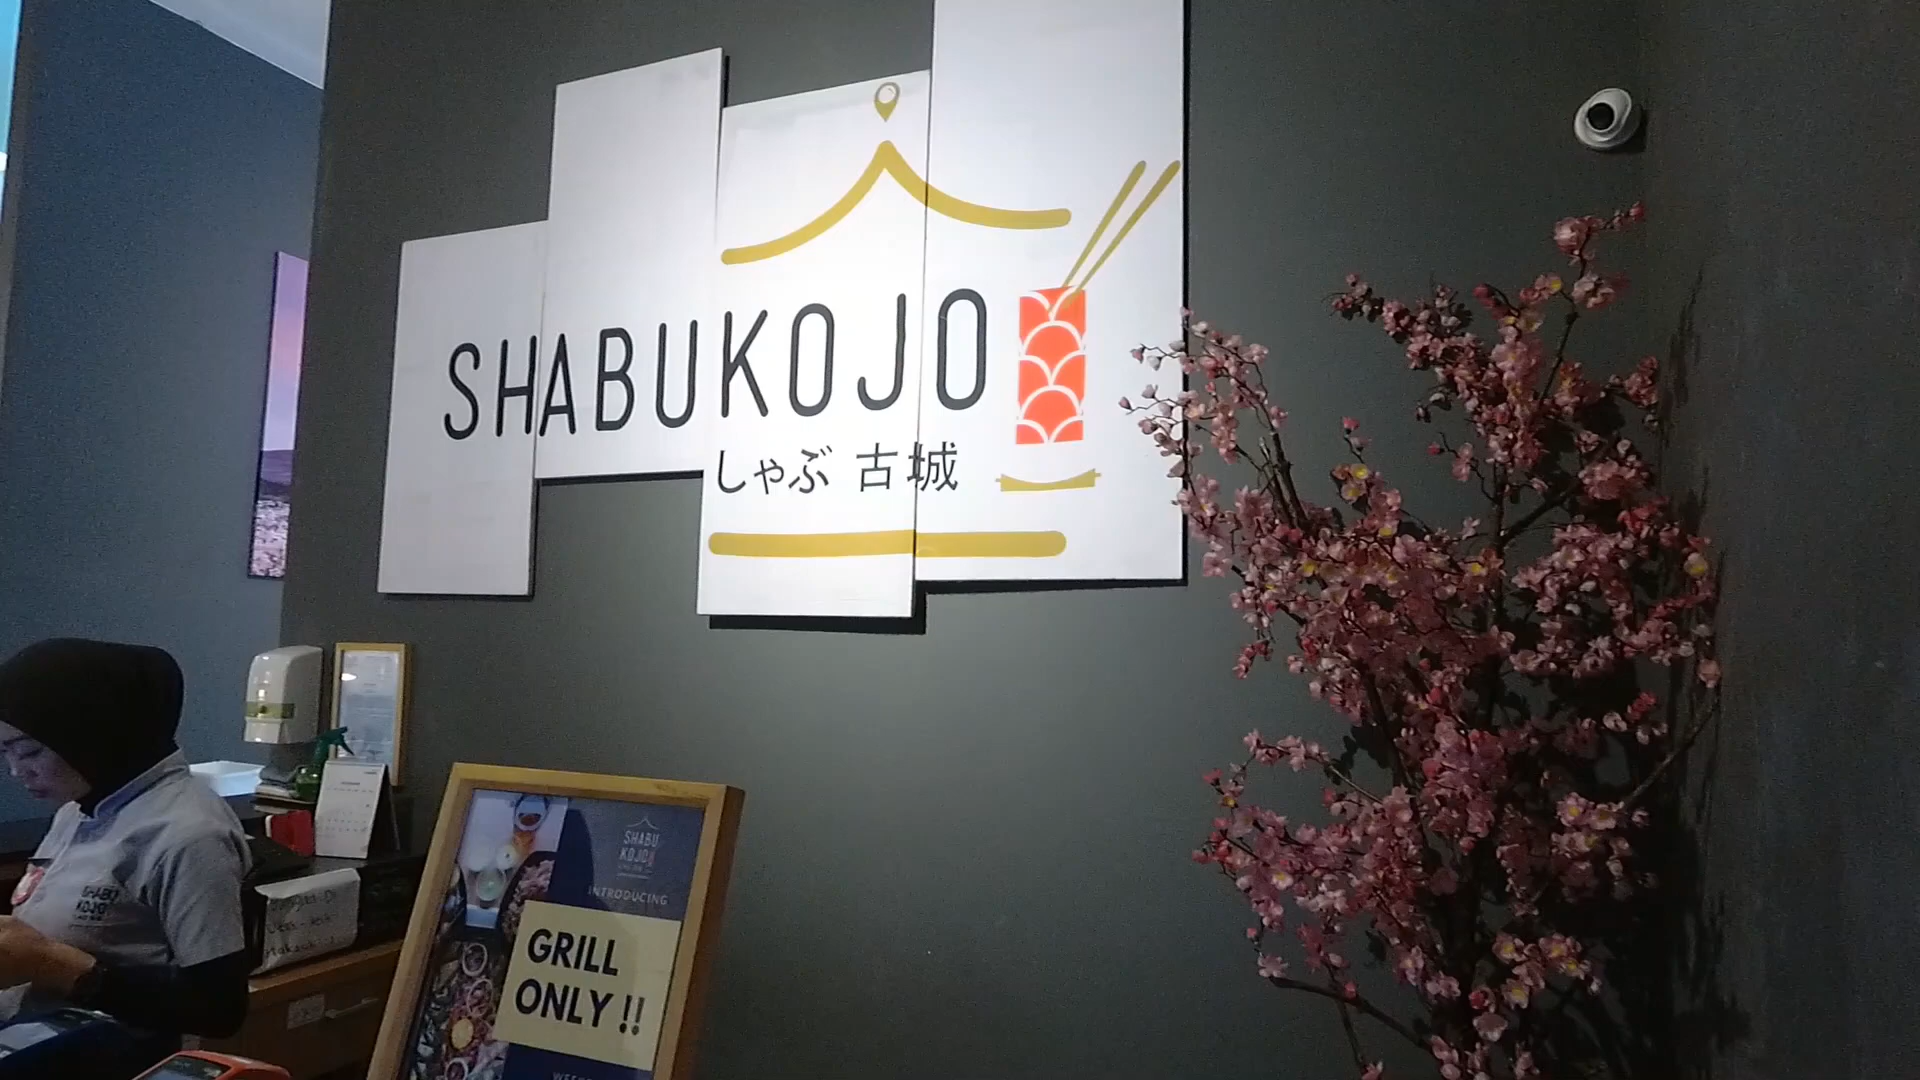 SHABUKOJO
しゃぶ 古城
SHABU
KOJO
INTRODUCING
GRILL
ONLY !!
SHABU
KOJO